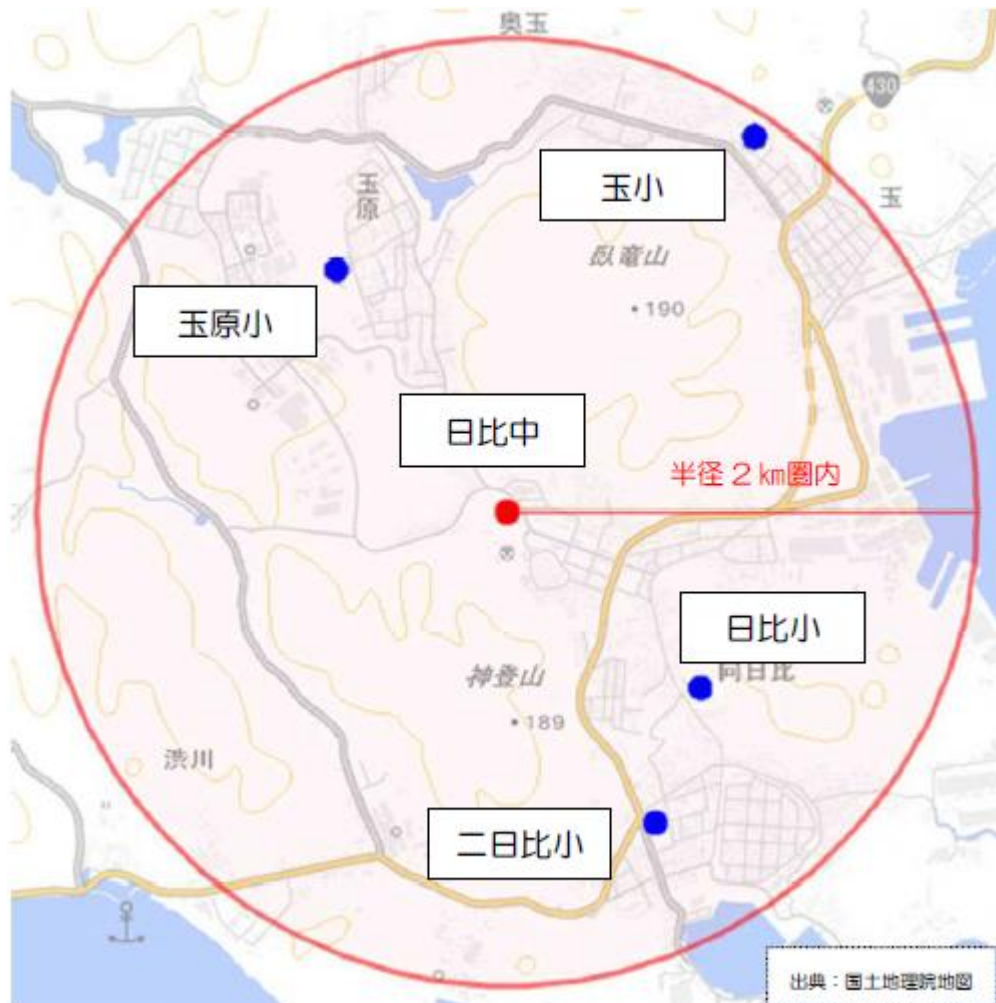 奥玉
430
玉小
玉
玉原
臥竜山
190
玉原小
日比中
半径２㎞圏内
日比小
向日比
神登山
189
渋川
二日比小
出典：国土地理院地図